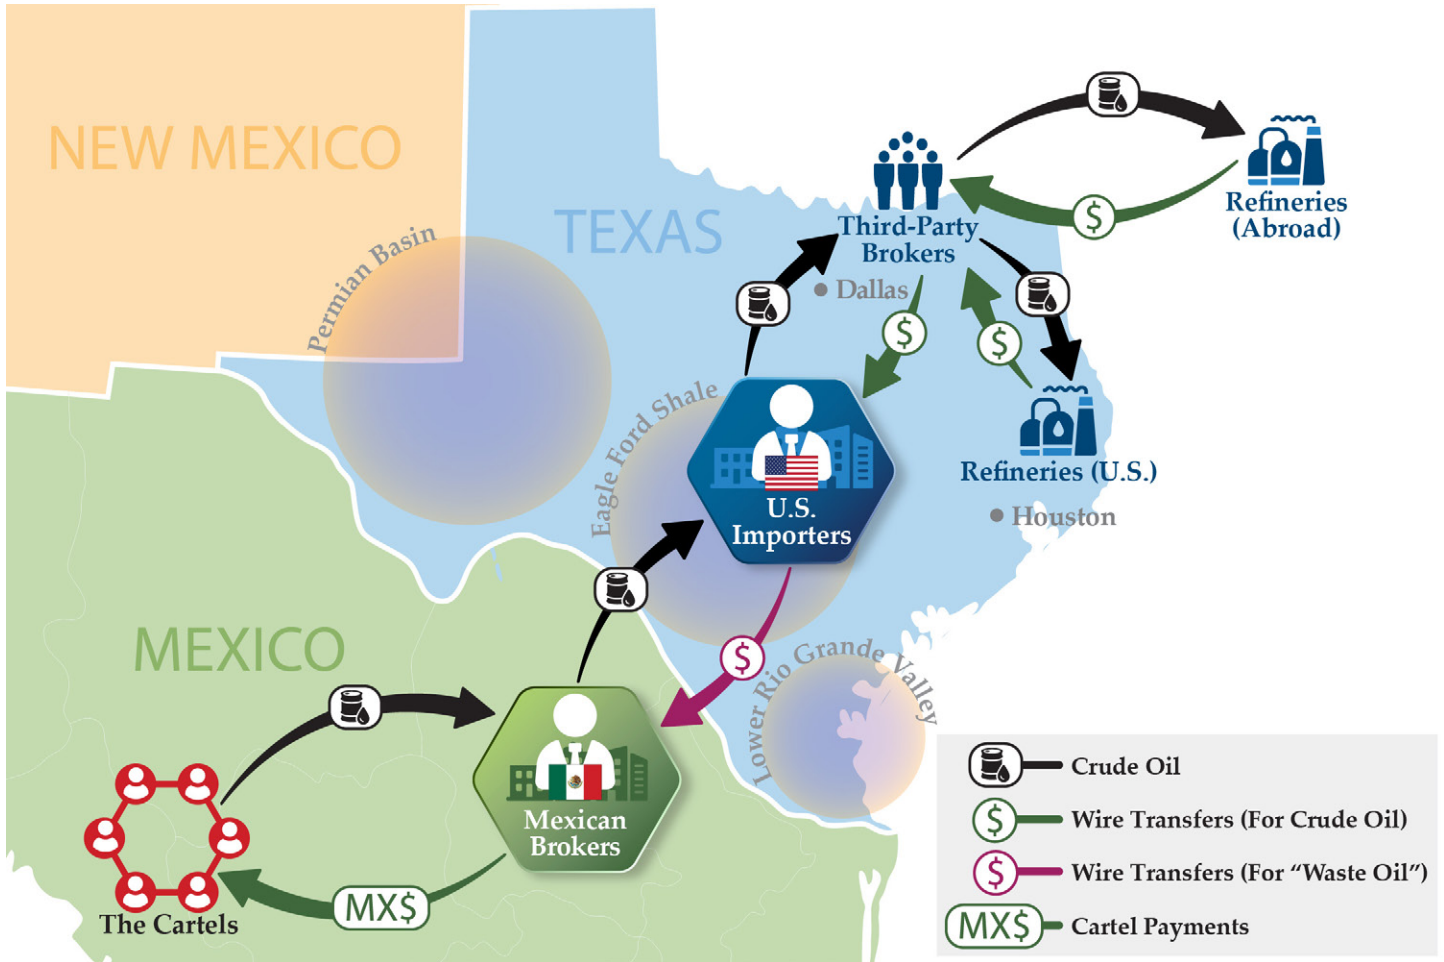 NEW MEXICO
TEXAS
Permian Basin
Third-Party
Brokers
Refineries
(Abroad)
$
Dallas
$
$
Eagle Ford Shale
Refineries (U.S.)
Houston
U.S.
Importers
MEXICO
$
Lower Rio Grande Valley
Mexican
Brokers
The Cartels
MX$
Crude Oil
$ Wire Transfers (For Crude Oil)
$ Wire Transfers (For “Waste Oil”)
MX$ Cartel Payments